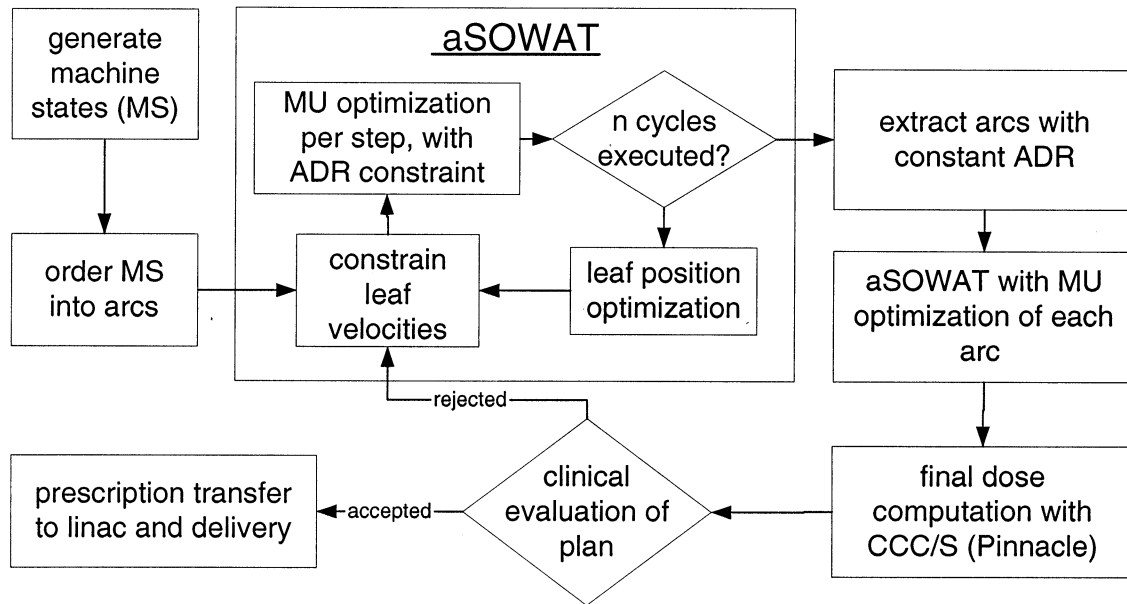 generate
machine
states (MS)
order MS
into arcs
aSOWAT
MU optimization
per step, with
ADR constraint
n cycles
executed?
constrain
leaf
velocities
leaf position
optimization
extract arcs with
constant ADR
aSOWAT with MU
optimization of each
arc
final dose
computation with
CCC/S (Pinnacle)
clinical
evaluation of
plan
rejected
accepted
prescription transfer
to linac and delivery